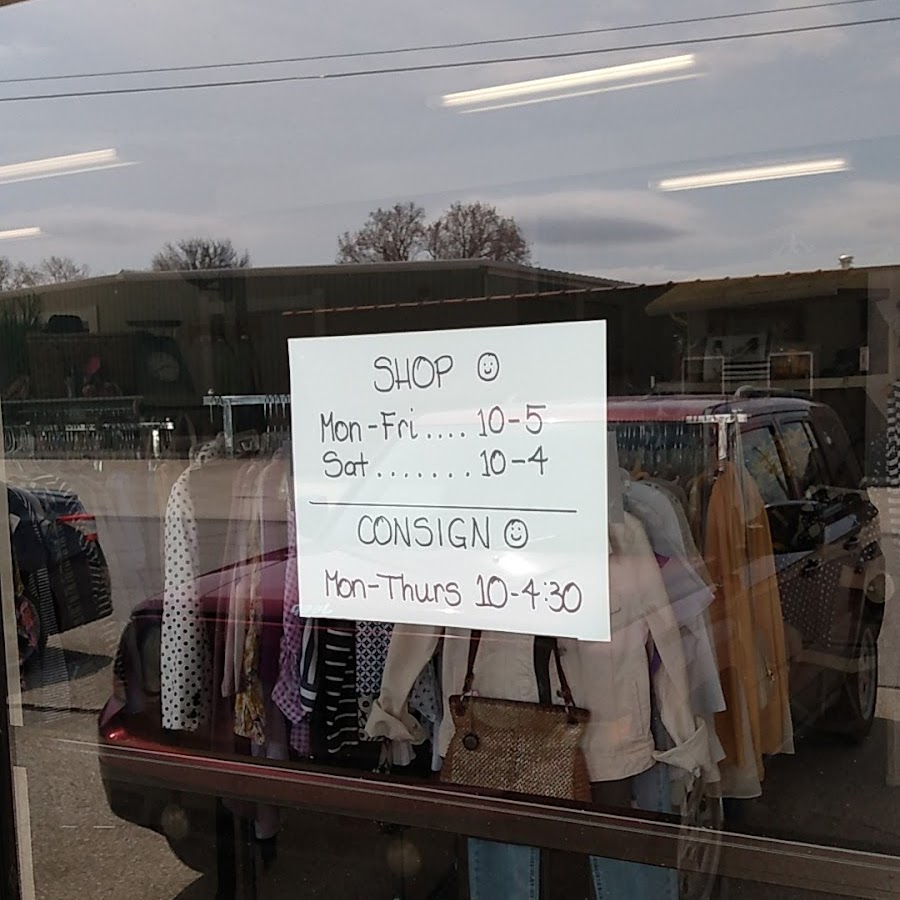 SHOP ☺
Mon-Fri.... 10-5
Sat....... 10-4
CONSIGN ☺
Mon-Thurs 10-4:30